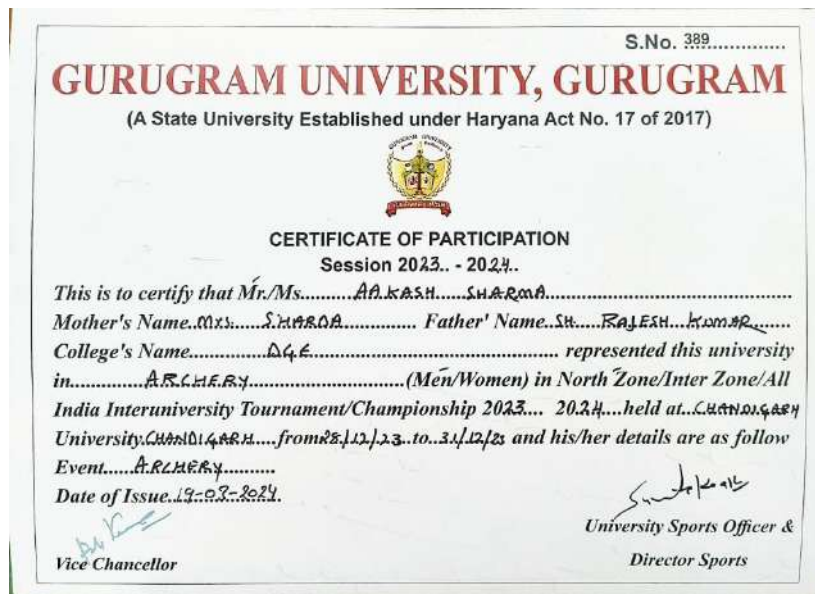 S.No. 389...............
GURUGRAM UNIVERSITY, GURUGRAM
(A State University Established under Haryana Act No. 17 of 2017)
GURUGRAM UNIVERSITY
CERTIFICATE OF PARTICIPATION
Session 2023.. - 2024..
This is to certify that Mr./Ms..........AAKASH.....SHARMA..........
Mother's Name..Mrs......SHARDA............. Father' Name..SH.....RAJESH...KUMAR.......
College's Name...............DGE............... represented this university
in.............ARCHERY...............(Men/Women) in North Zone/Inter Zone/All
India Interuniversity Tournament/Championship 2023.... 2024....held at..CHANDIGARH
University.CHANDIGARH....from28/12/23..to..31/12/23 and his/her details are as follow
Event......ARCHERY..........
Date of Issue..19-03-2024.
University Sports Officer &
Vice Chancellor
Director Sports